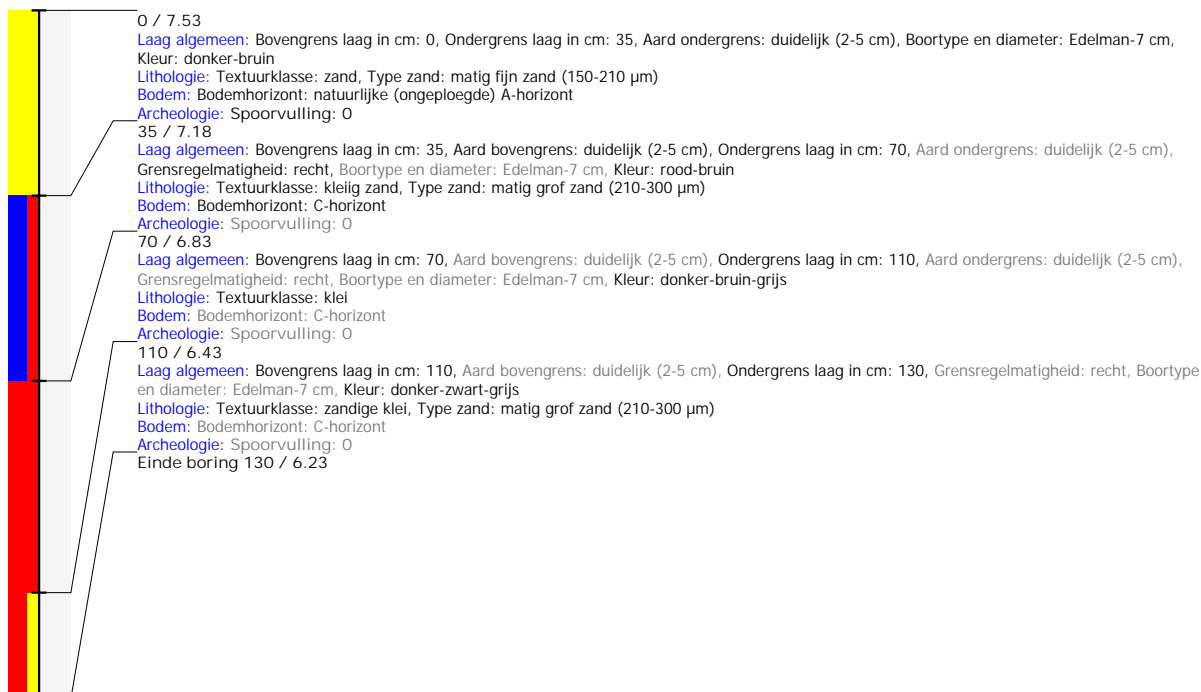 0 / 7.53
Laag algemeen: Bovengrens laag in cm: 0, Ondergrens laag in cm: 35, Aard ondergrens: duidelijk (2-5 cm), Boortype en diameter: Edelman-7 cm,
Kleur: donker-bruin
Lithologie: Textuurklasse: zand, Type zand: matig fijn zand (150-210 µm)
Bodem: Bodemhorizont: natuurlijke (ongeploegde) A-horizont
Archeologie: Spoorvulling: 0
35 / 7.18
Laag algemeen: Bovengrens laag in cm: 35, Aard bovengrens: duidelijk (2-5 cm), Ondergrens laag in cm: 70, Aard ondergrens: duidelijk (2-5 cm),
Grensregelmatigheid: recht, Boortype en diameter: Edelman-7 cm, Kleur: rood-bruin
Lithologie: Textuurklasse: kleiig zand, Type zand: matig grof zand (210-300 µm)
Bodem: Bodemhorizont: C-horizont
Archeologie: Spoorvulling: 0
70 / 6.83
Laag algemeen: Bovengrens laag in cm: 70, Aard bovengrens: duidelijk (2-5 cm), Ondergrens laag in cm: 110, Aard ondergrens: duidelijk (2-5 cm),
Grensregelmatigheid: recht, Boortype en diameter: Edelman-7 cm, Kleur: donker-bruin-grijs
Lithologie: Textuurklasse: klei
Bodem: Bodemhorizont: C-horizont
Archeologie: Spoorvulling: 0
110 / 6.43
Laag algemeen: Bovengrens laag in cm: 110, Aard bovengrens: duidelijk (2-5 cm), Ondergrens laag in cm: 130, Grensregelmatigheid: recht, Boortype
en diameter: Edelman-7 cm, Kleur: donker-zwart-grijs
Lithologie: Textuurklasse: zandige klei, Type zand: matig grof zand (210-300 µm)
Bodem: Bodemhorizont: C-horizont
Archeologie: Spoorvulling: 0
Einde boring 130 / 6.23